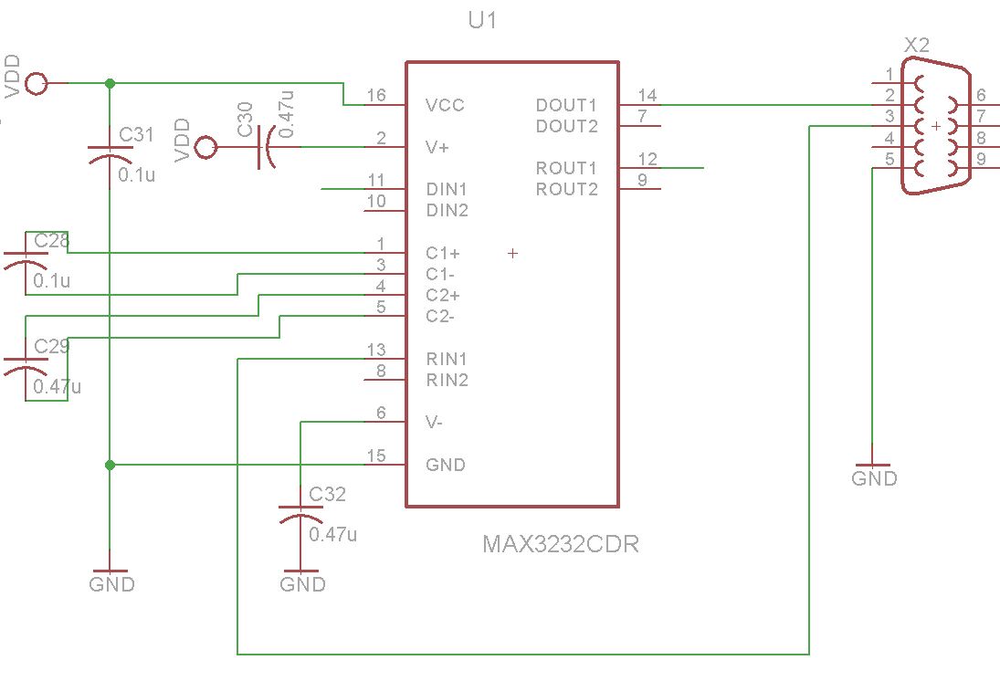 U1
X2
VDD
C31
0.1u
VDD
C30
0.47u
16 VCC
2 V+
11 DIN1
10 DIN2
1 C1+
3 C1-
4 C2+
5 C2-
13 RIN1
8 RIN2
6 V-
15 GND
DOUT1 14
DOUT2 7
ROUT1 12
ROUT2 9
1
2
3
4
5
6
7
8
9
C28
0.1u
C29
0.47u
C32
0.47u
GND
GND
GND
MAX3232CDR